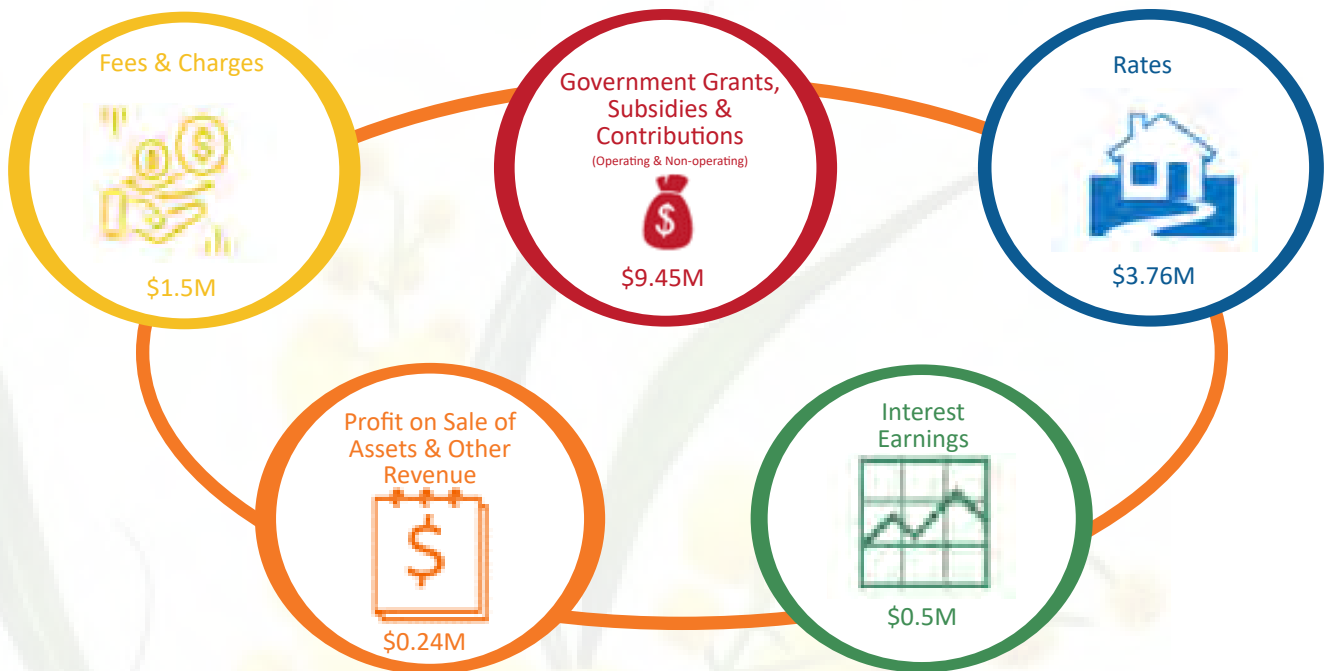 Fees & Charges
$1.5M
Government Grants,
Subsidies &
Contributions
(Operating & Non-operating)
$
$9.45M
Rates
$3.76M
Profit on Sale of
Assets & Other
Revenue
$
$0.24M
Interest
Earnings
$0.5M